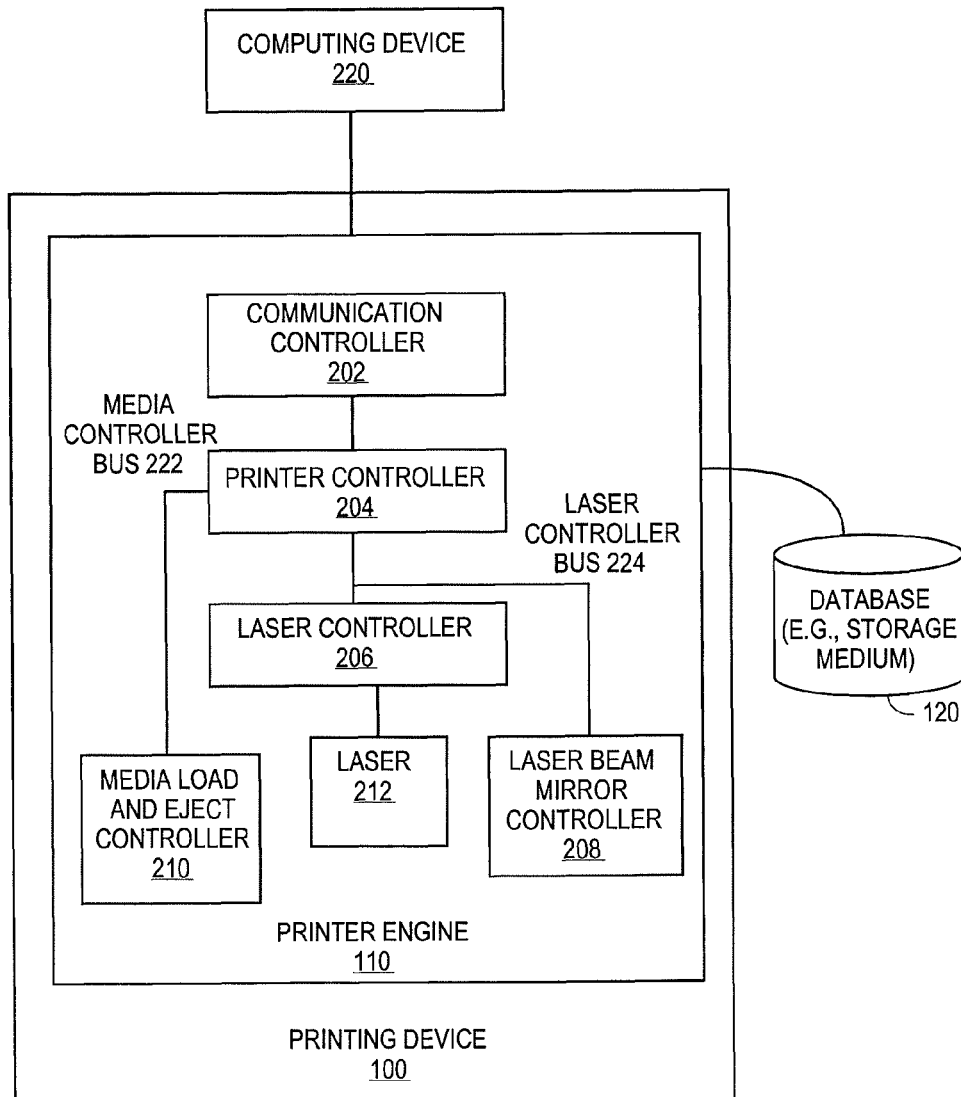 COMPUTING DEVICE
220
COMMUNICATION
CONTROLLER
202
MEDIA
CONTROLLER
BUS 222
PRINTER CONTROLLER
204
LASER
CONTROLLER
BUS 224
LASER CONTROLLER
206
DATABASE
(E.G., STORAGE
MEDIUM)
120
MEDIA LOAD
AND EJECT
CONTROLLER
210
LASER
212
LASER BEAM
MIRROR
CONTROLLER
208
PRINTER ENGINE
110
PRINTING DEVICE
100